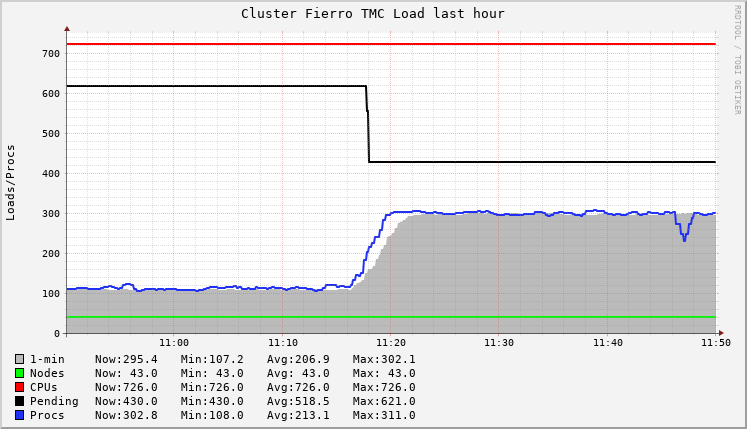 Cluster Fierro TMC Load last hour
RRDTOOL / TOBI OETIKER
Loads/Procs
700
600
500
400
300
200
100
0
11:00 11:10 11:20 11:30 11:40 11:50
1-min Now:295.4 Min:107.2 Avg:206.9 Max:302.1
Nodes Now: 43.0 Min: 43.0 Avg: 43.0 Max: 43.0
CPUs Now:726.0 Min:726.0 Avg:726.0 Max:726.0
Pending Now:430.0 Min:430.0 Avg:518.5 Max:621.0
Procs Now:302.8 Min:108.0 Avg:213.1 Max:311.0